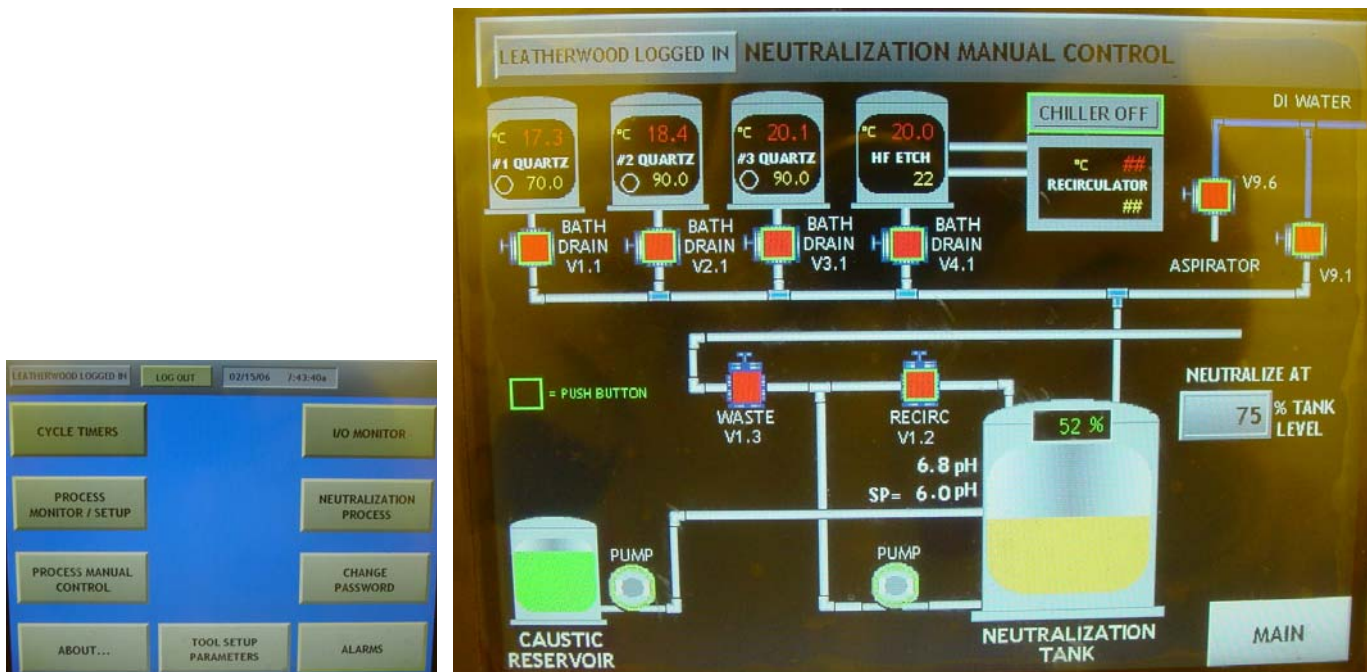 LEATHERWOOD LOGGED IN
LOG OUT
02/15/06 7:43:40a
CYCLE TIMERS
I/O MONITOR
PROCESS
MONITOR / SETUP
NEUTRALIZATION
PROCESS
PROCESS MANUAL
CONTROL
CHANGE
PASSWORD
ABOUT...
TOOL SETUP
PARAMETERS
ALARMS
LEATHERWOOD LOGGED IN
NEUTRALIZATION MANUAL CONTROL
°C 17.3
#1 QUARTZ
70.0
°C 18.4
#2 QUARTZ
90.0
°C 20.1
#3 QUARTZ
90.0
°C 20.0
HF ETCH
22
CHILLER OFF
°C ##
RECIRCULATOR
##
DI WATER
V9.6
BATH
DRAIN
V1.1
BATH
DRAIN
V2.1
BATH
DRAIN
V3.1
BATH
DRAIN
V4.1
ASPIRATOR
V9.1
= PUSH BUTTON
WASTE
V1.3
RECIRC
V1.2
NEUTRALIZE AT
75 % TANK
LEVEL
52 %
6.8 pH
SP= 6.0 pH
PUMP
PUMP
CAUSTIC
RESERVOIR
NEUTRALIZATION
TANK
MAIN